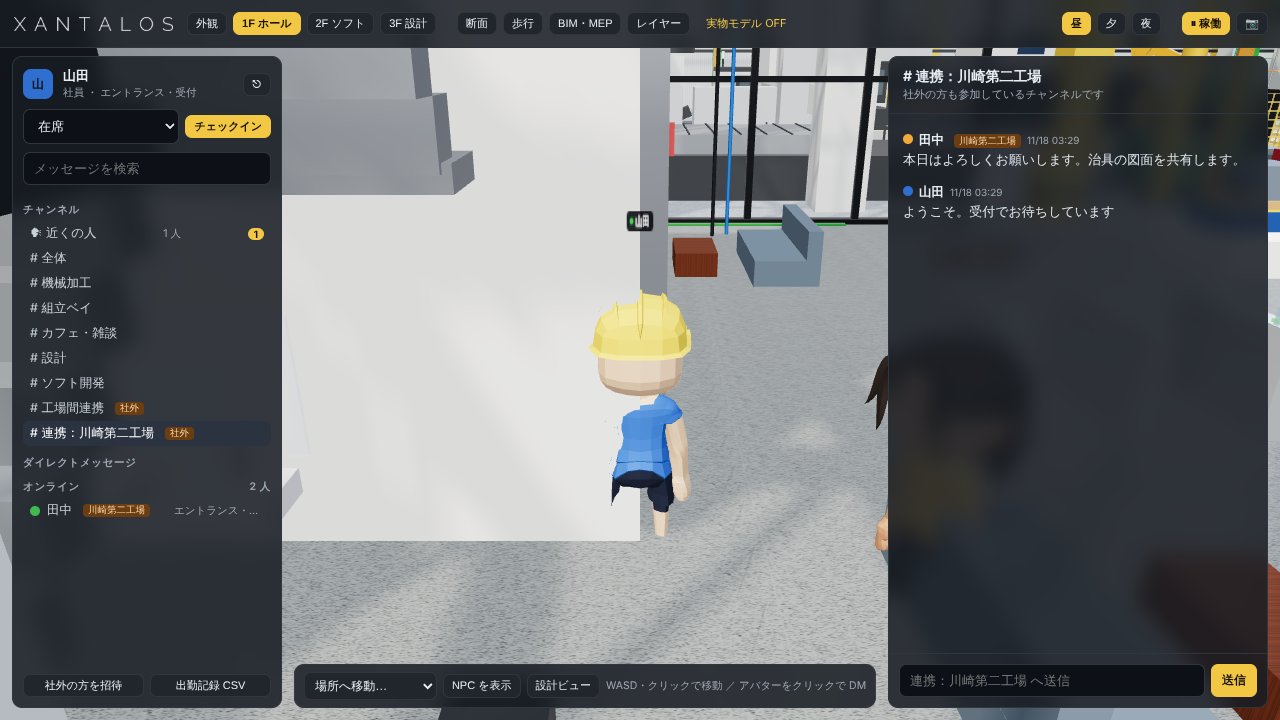 XANTALOS 外観 1F ホール 2F ソフト 3F 設計 断面 歩行 BIM・MEP レイヤー 実物モデル OFF 昼 夕 夜 稼働
山 山田
社員 ・ エントランス・受付
在席 チェックイン
メッセージを検索
チャンネル
近くの人 1 人 1
# 全体
# 機械加工
# 組立ベイ
# カフェ・雑談
# 設計
# ソフト開発
# 工場間連携 社外
# 連携：川崎第二工場 社外
ダイレクトメッセージ
オンライン 2 人
田中 川崎第二工場 エントランス・…
社外の方を招待 出勤記録 CSV
場所へ移動… PC を表示 設計ビュー WASD・クリックで移動 ／ アバターをクリックで DM
# 連携：川崎第二工場
社外の方も参加しているチャンネルです
田中 川崎第二工場 11/18 03:29
本日はよろしくお願いします。治具の図面を共有します。
山田 11/18 03:29
ようこそ。受付でお待ちしています
連携：川崎第二工場 へ送信 送信